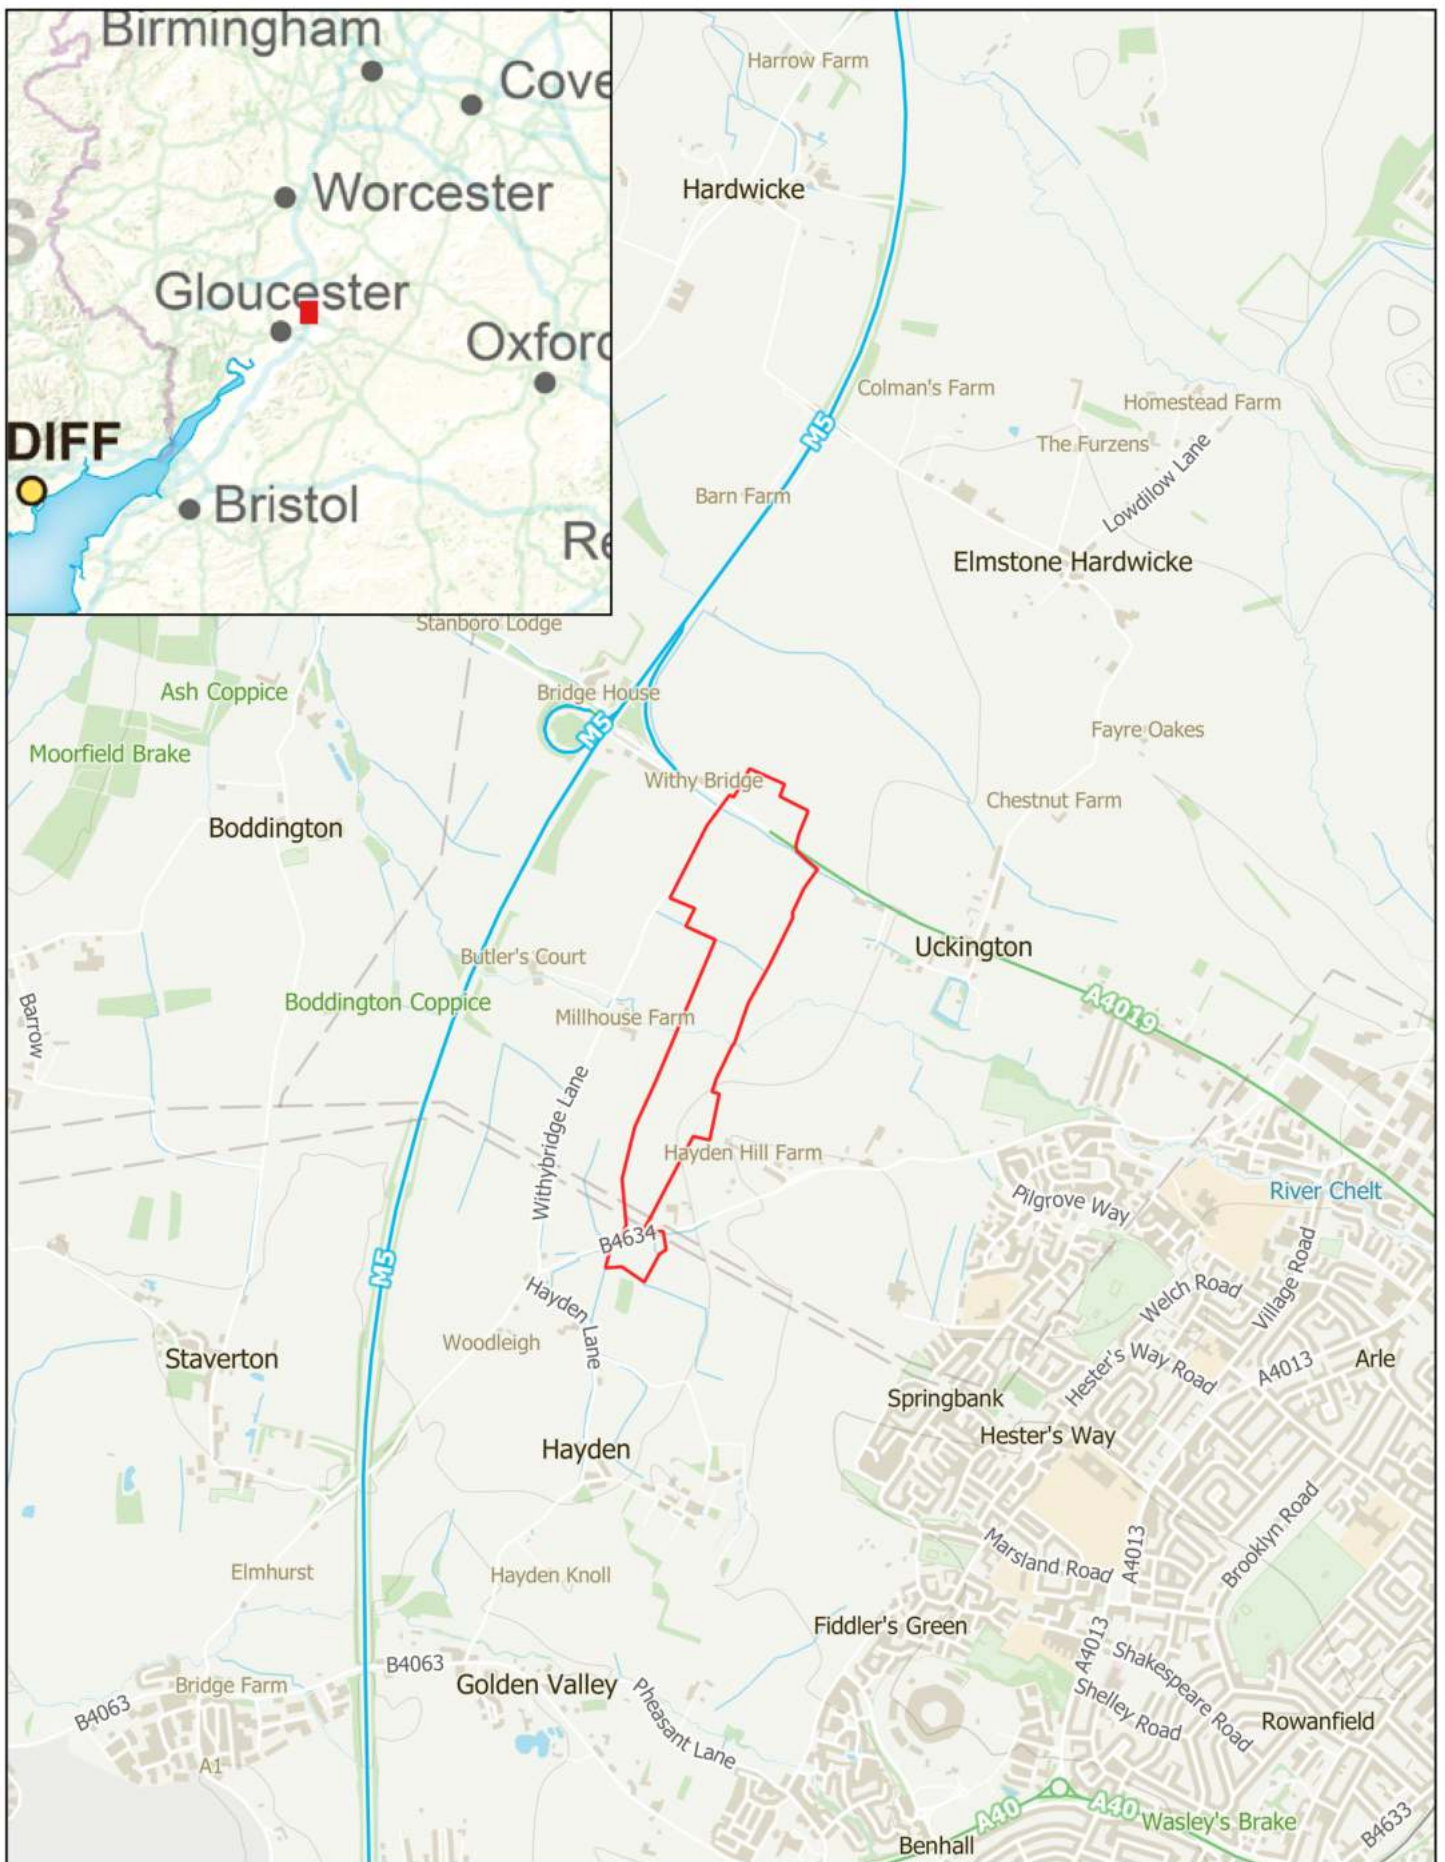 Birmingham
Cove
Worcester
Gloucester
Oxford
DIFF
Bristol
Re
S
Harrow Farm
Hardwicke
Colman's Farm
Homestead Farm
The Furzens
M5
Lowdilow Lane
Barn Farm
Elmstone Hardwicke
Stanboro Lodge
Ash Coppice
Bridge House
M5
Fayre Oakes
Moorfield Brake
Withy Bridge
Chestnut Farm
Boddington
Uckington
Butler's Court
Boddington Coppice
Millhouse Farm
A4019
Barrow
Withybridge Lane
Hayden Hill Farm
River Chelt
Pilgrove Way
B4634
M5
Welch Road
Village Road
Hayden Lane
Woodleigh
Staverton
Hester's Way Road
A4013
Arle
Springbank
Hester's Way
Hayden
Brooklyn Road
A4013
Marsland Road
Elmhurst
Hayden Knoll
Fiddler's Green
A4013
B4063
Shakespeare Road
Bridge Farm
Golden Valley
Pheasant Lane
Shelley Road
B4063
Rowanfield
A1
A40
A40
Wasley's Brake
B4633
Benhall